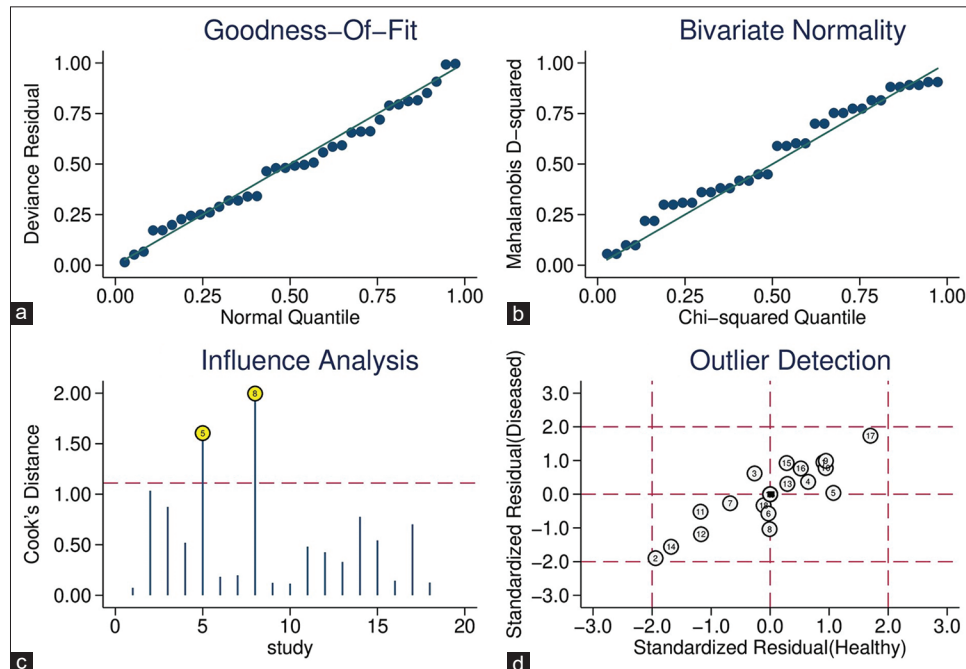 Goodness−Of−Fit
Deviance Residual
1.00
0.75
0.50
0.25
0.00
0.00 0.25 0.50 0.75 1.00
Normal Quantile
a
Bivariate Normality
Mahalanobis D−squared
1.00
0.75
0.50
0.25
0.00
0.00 0.25 0.50 0.75 1.00
Chi−squared Quantile
b
Influence Analysis
Cook's Distance
2.00
1.50
1.00
0.50
0.00
8
5
0 5 10 15 20
study
c
Outlier Detection
Standardized Residual(Diseased)
3.0
2.0
1.0
0.0
−1.0
−2.0
−3.0
17
15
9
16
3
13
4
5
7
18
6
11
8
12
14
2
−3.0 −2.0 −1.0 0.0 1.0 2.0 3.0
Standardized Residual(Healthy)
d